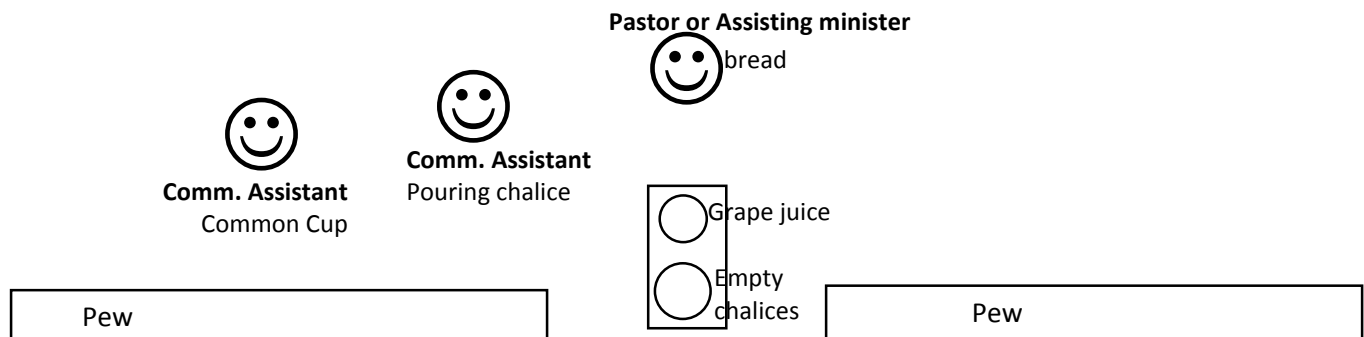 Pastor or Assisting minister
bread
Comm. Assistant
Pouring chalice
Comm. Assistant
Common Cup
Grape juice
Empty
chalices
Pew
Pew